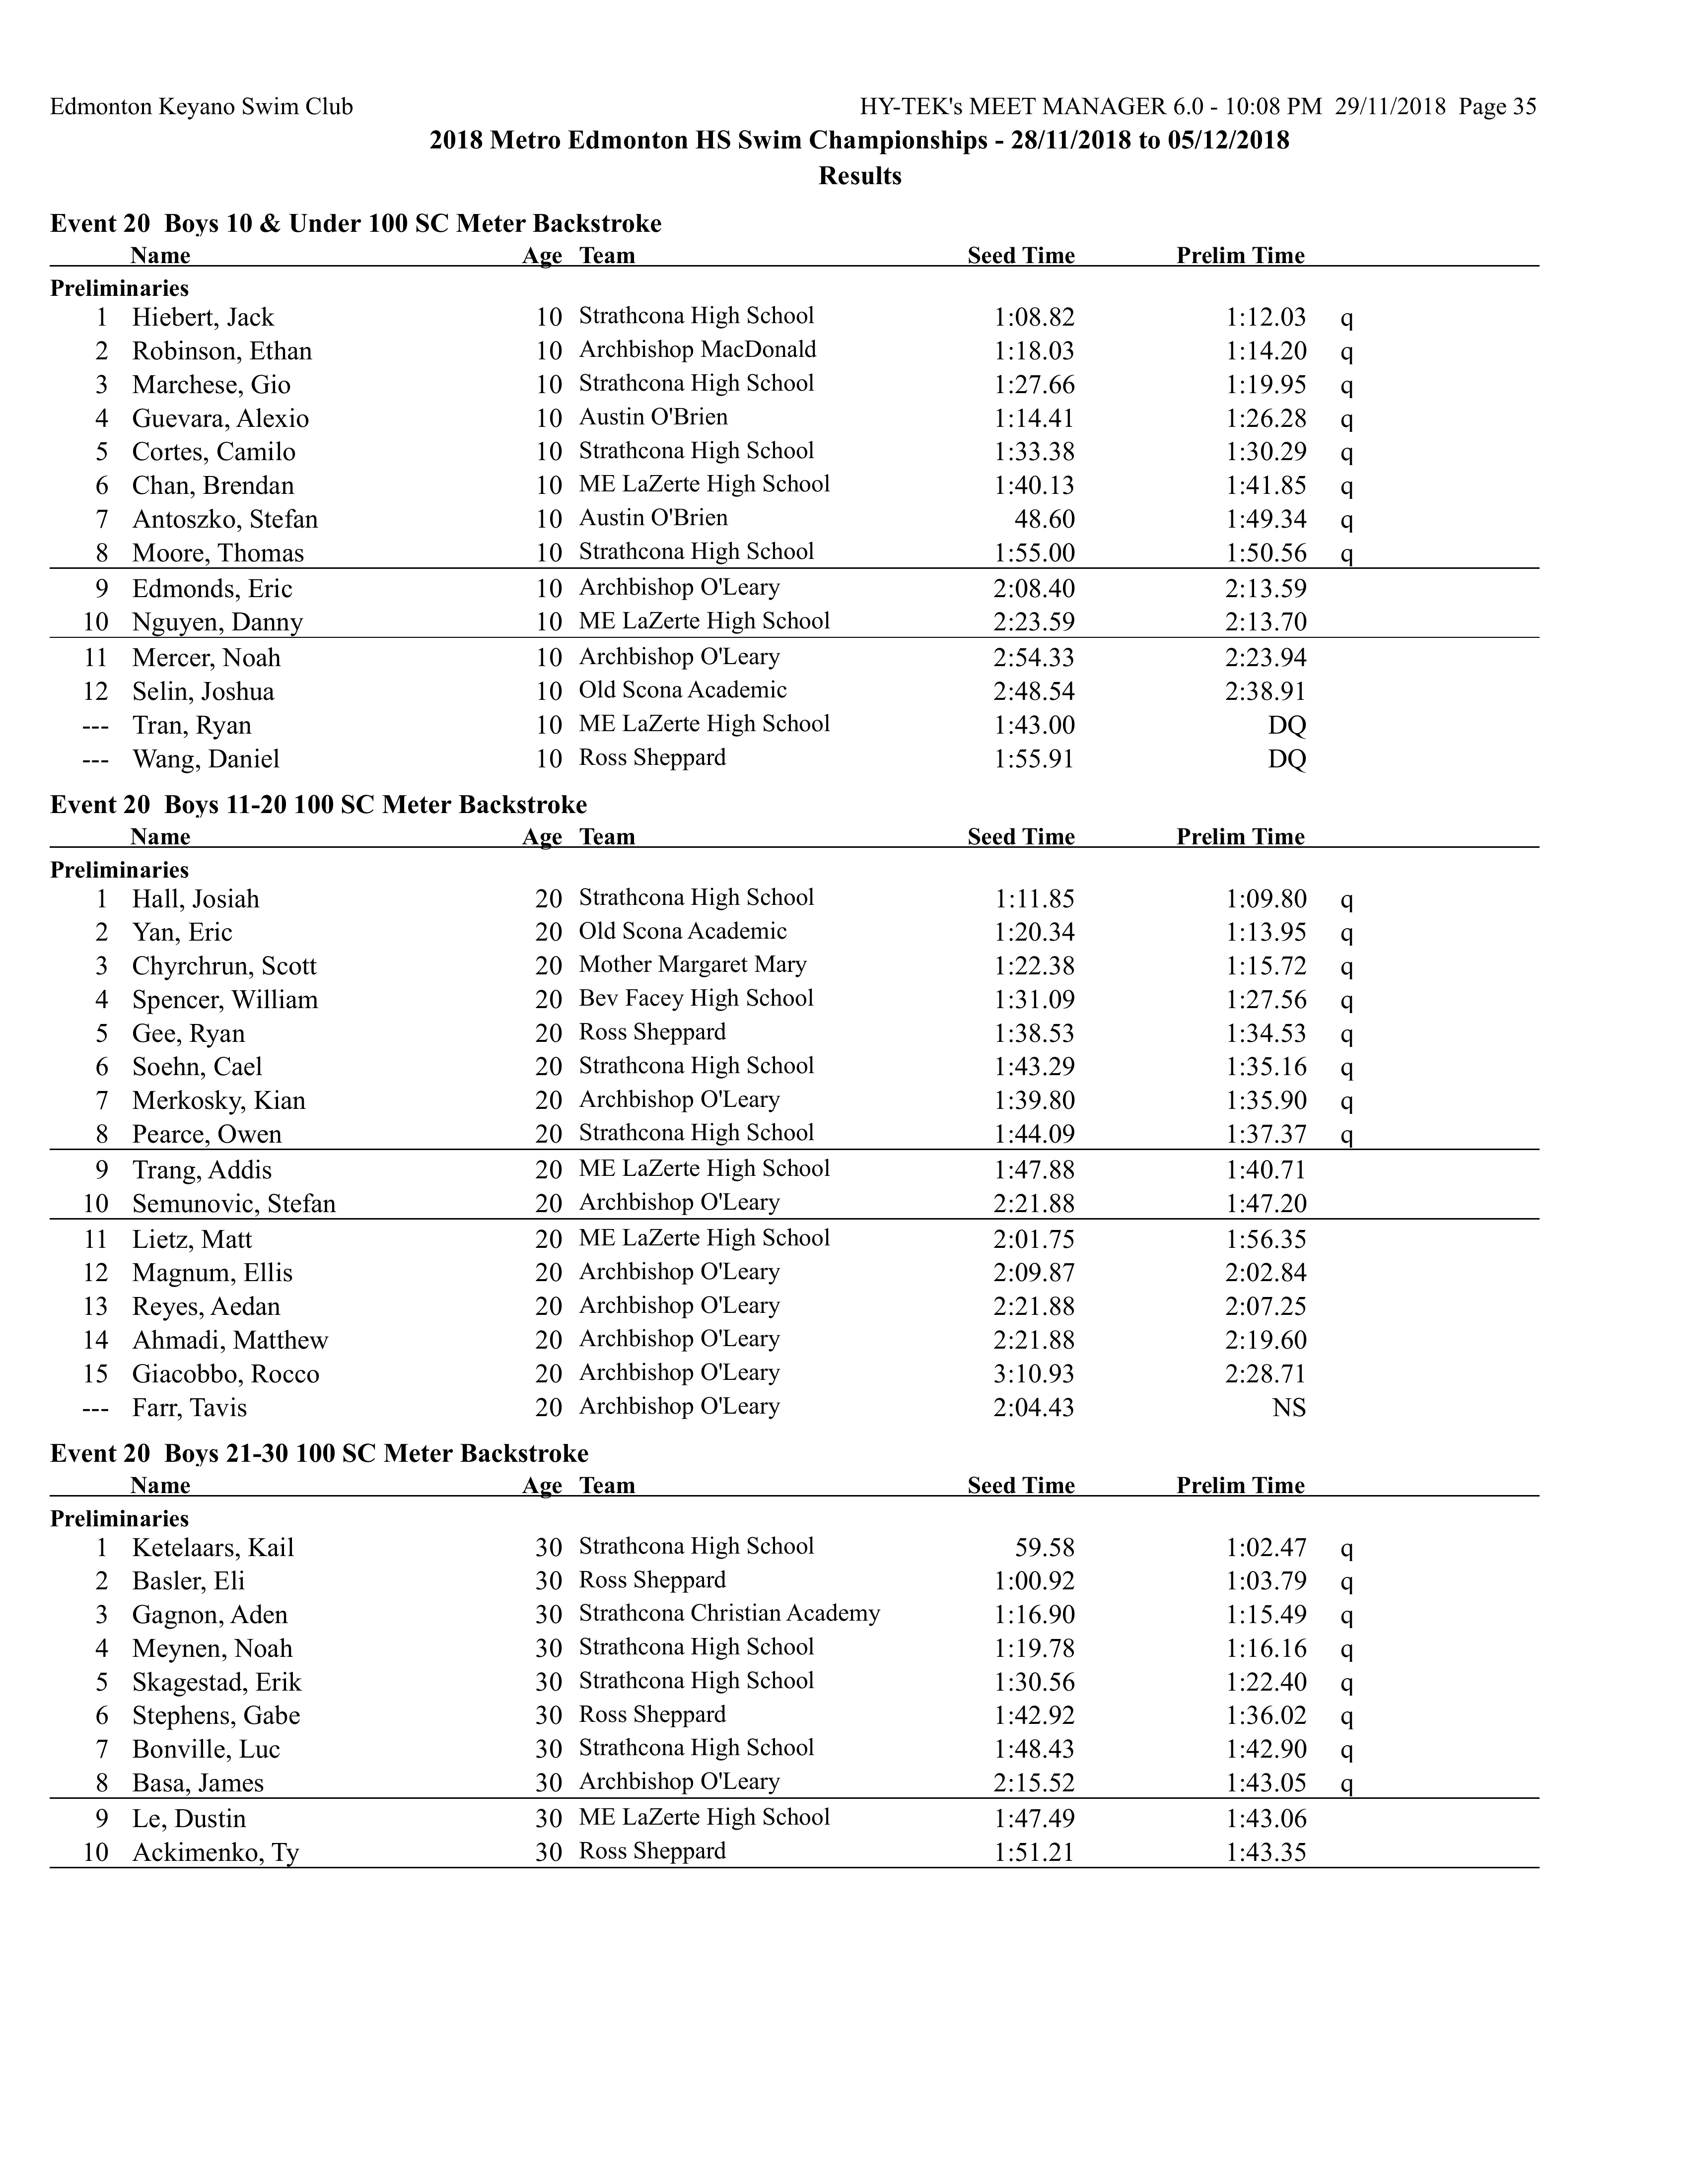 Edmonton Keyano Swim Club HY-TEK's MEET MANAGER 6.0 - 10:08 PM 29/11/2018 Page 35
2018 Metro Edmonton HS Swim Championships - 28/11/2018 to 05/12/2018
Results
Event 20 Boys 10 & Under 100 SC Meter Backstroke
Name Age Team Seed Time Prelim Time
Preliminaries
1 Hiebert, Jack 10 Strathcona High School 1:08.82 1:12.03 q
2 Robinson, Ethan 10 Archbishop MacDonald 1:18.03 1:14.20 q
3 Marchese, Gio 10 Strathcona High School 1:27.66 1:19.95 q
4 Guevara, Alexio 10 Austin O'Brien 1:14.41 1:26.28 q
5 Cortes, Camilo 10 Strathcona High School 1:33.38 1:30.29 q
6 Chan, Brendan 10 ME LaZerte High School 1:40.13 1:41.85 q
7 Antoszko, Stefan 10 Austin O'Brien 48.60 1:49.34 q
8 Moore, Thomas 10 Strathcona High School 1:55.00 1:50.56 q
9 Edmonds, Eric 10 Archbishop O'Leary 2:08.40 2:13.59
10 Nguyen, Danny 10 ME LaZerte High School 2:23.59 2:13.70
11 Mercer, Noah 10 Archbishop O'Leary 2:54.33 2:23.94
12 Selin, Joshua 10 Old Scona Academic 2:48.54 2:38.91
--- Tran, Ryan 10 ME LaZerte High School 1:43.00 DQ
--- Wang, Daniel 10 Ross Sheppard 1:55.91 DQ
Event 20 Boys 11-20 100 SC Meter Backstroke
Name Age Team Seed Time Prelim Time
Preliminaries
1 Hall, Josiah 20 Strathcona High School 1:11.85 1:09.80 q
2 Yan, Eric 20 Old Scona Academic 1:20.34 1:13.95 q
3 Chyrchrun, Scott 20 Mother Margaret Mary 1:22.38 1:15.72 q
4 Spencer, William 20 Bev Facey High School 1:31.09 1:27.56 q
5 Gee, Ryan 20 Ross Sheppard 1:38.53 1:34.53 q
6 Soehn, Cael 20 Strathcona High School 1:43.29 1:35.16 q
7 Merkosky, Kian 20 Archbishop O'Leary 1:39.80 1:35.90 q
8 Pearce, Owen 20 Strathcona High School 1:44.09 1:37.37 q
9 Trang, Addis 20 ME LaZerte High School 1:47.88 1:40.71
10 Semunovic, Stefan 20 Archbishop O'Leary 2:21.88 1:47.20
11 Lietz, Matt 20 ME LaZerte High School 2:01.75 1:56.35
12 Magnum, Ellis 20 Archbishop O'Leary 2:09.87 2:02.84
13 Reyes, Aedan 20 Archbishop O'Leary 2:21.88 2:07.25
14 Ahmadi, Matthew 20 Archbishop O'Leary 2:21.88 2:19.60
15 Giacobbo, Rocco 20 Archbishop O'Leary 3:10.93 2:28.71
--- Farr, Tavis 20 Archbishop O'Leary 2:04.43 NS
Event 20 Boys 21-30 100 SC Meter Backstroke
Name Age Team Seed Time Prelim Time
Preliminaries
1 Ketelaars, Kail 30 Strathcona High School 59.58 1:02.47 q
2 Basler, Eli 30 Ross Sheppard 1:00.92 1:03.79 q
3 Gagnon, Aden 30 Strathcona Christian Academy 1:16.90 1:15.49 q
4 Meynen, Noah 30 Strathcona High School 1:19.78 1:16.16 q
5 Skagestad, Erik 30 Strathcona High School 1:30.56 1:22.40 q
6 Stephens, Gabe 30 Ross Sheppard 1:42.92 1:36.02 q
7 Bonville, Luc 30 Strathcona High School 1:48.43 1:42.90 q
8 Basa, James 30 Archbishop O'Leary 2:15.52 1:43.05 q
9 Le, Dustin 30 ME LaZerte High School 1:47.49 1:43.06
10 Ackimenko, Ty 30 Ross Sheppard 1:51.21 1:43.35